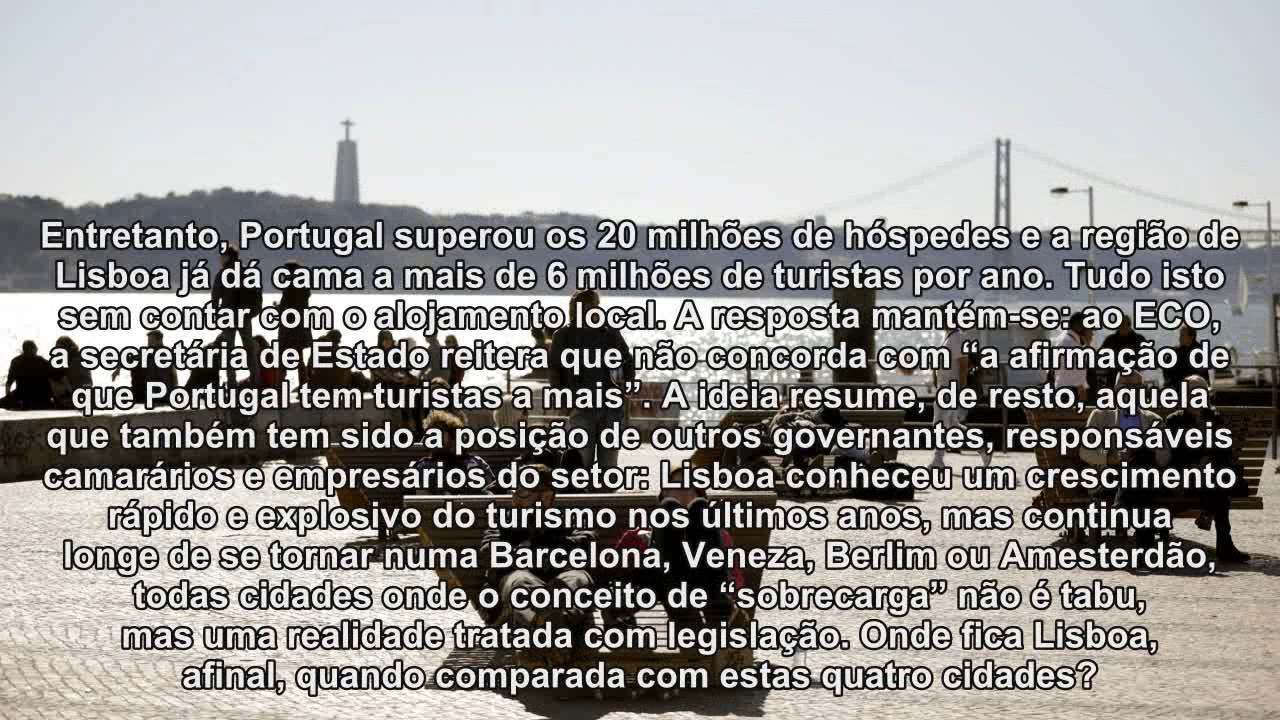 Entretanto, Portugal superou os 20 milhões de hóspedes e a região de
Lisboa já dá cama a mais de 6 milhões de turistas por ano. Tudo isto
sem contar com o alojamento local. A resposta mantém-se: ao ECO,
a secretária de Estado reitera que não concorda com “a afirmação de
que Portugal tem turistas a mais”. A ideia resume, de resto, aquela
que também tem sido a posição de outros governantes, responsáveis
camarários e empresários do setor: Lisboa conheceu um crescimento
rápido e explosivo do turismo nos últimos anos, mas continua
longe de se tornar numa Barcelona, Veneza, Berlim ou Amesterdão,
todas cidades onde o conceito de “sobrecarga” não é tabu,
mas uma realidade tratada com legislação. Onde fica Lisboa,
afinal, quando comparada com estas quatro cidades?